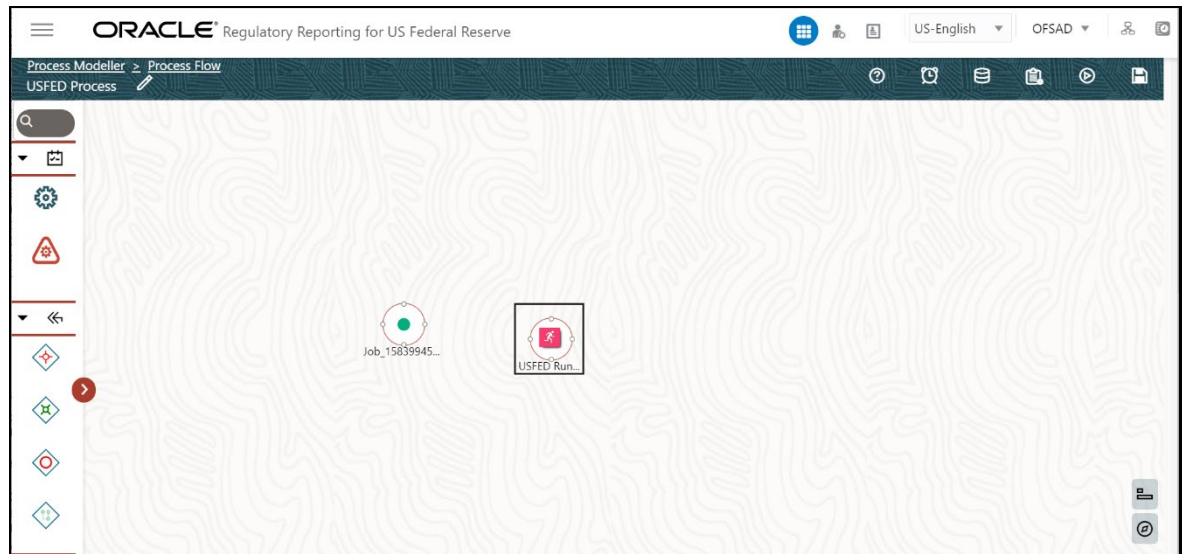 ORACLE® Regulatory Reporting for US Federal Reserve
US-English
OFSAD
Process Modeller > Process Flow
USFED Process
Job_15839945...
USFED Run...